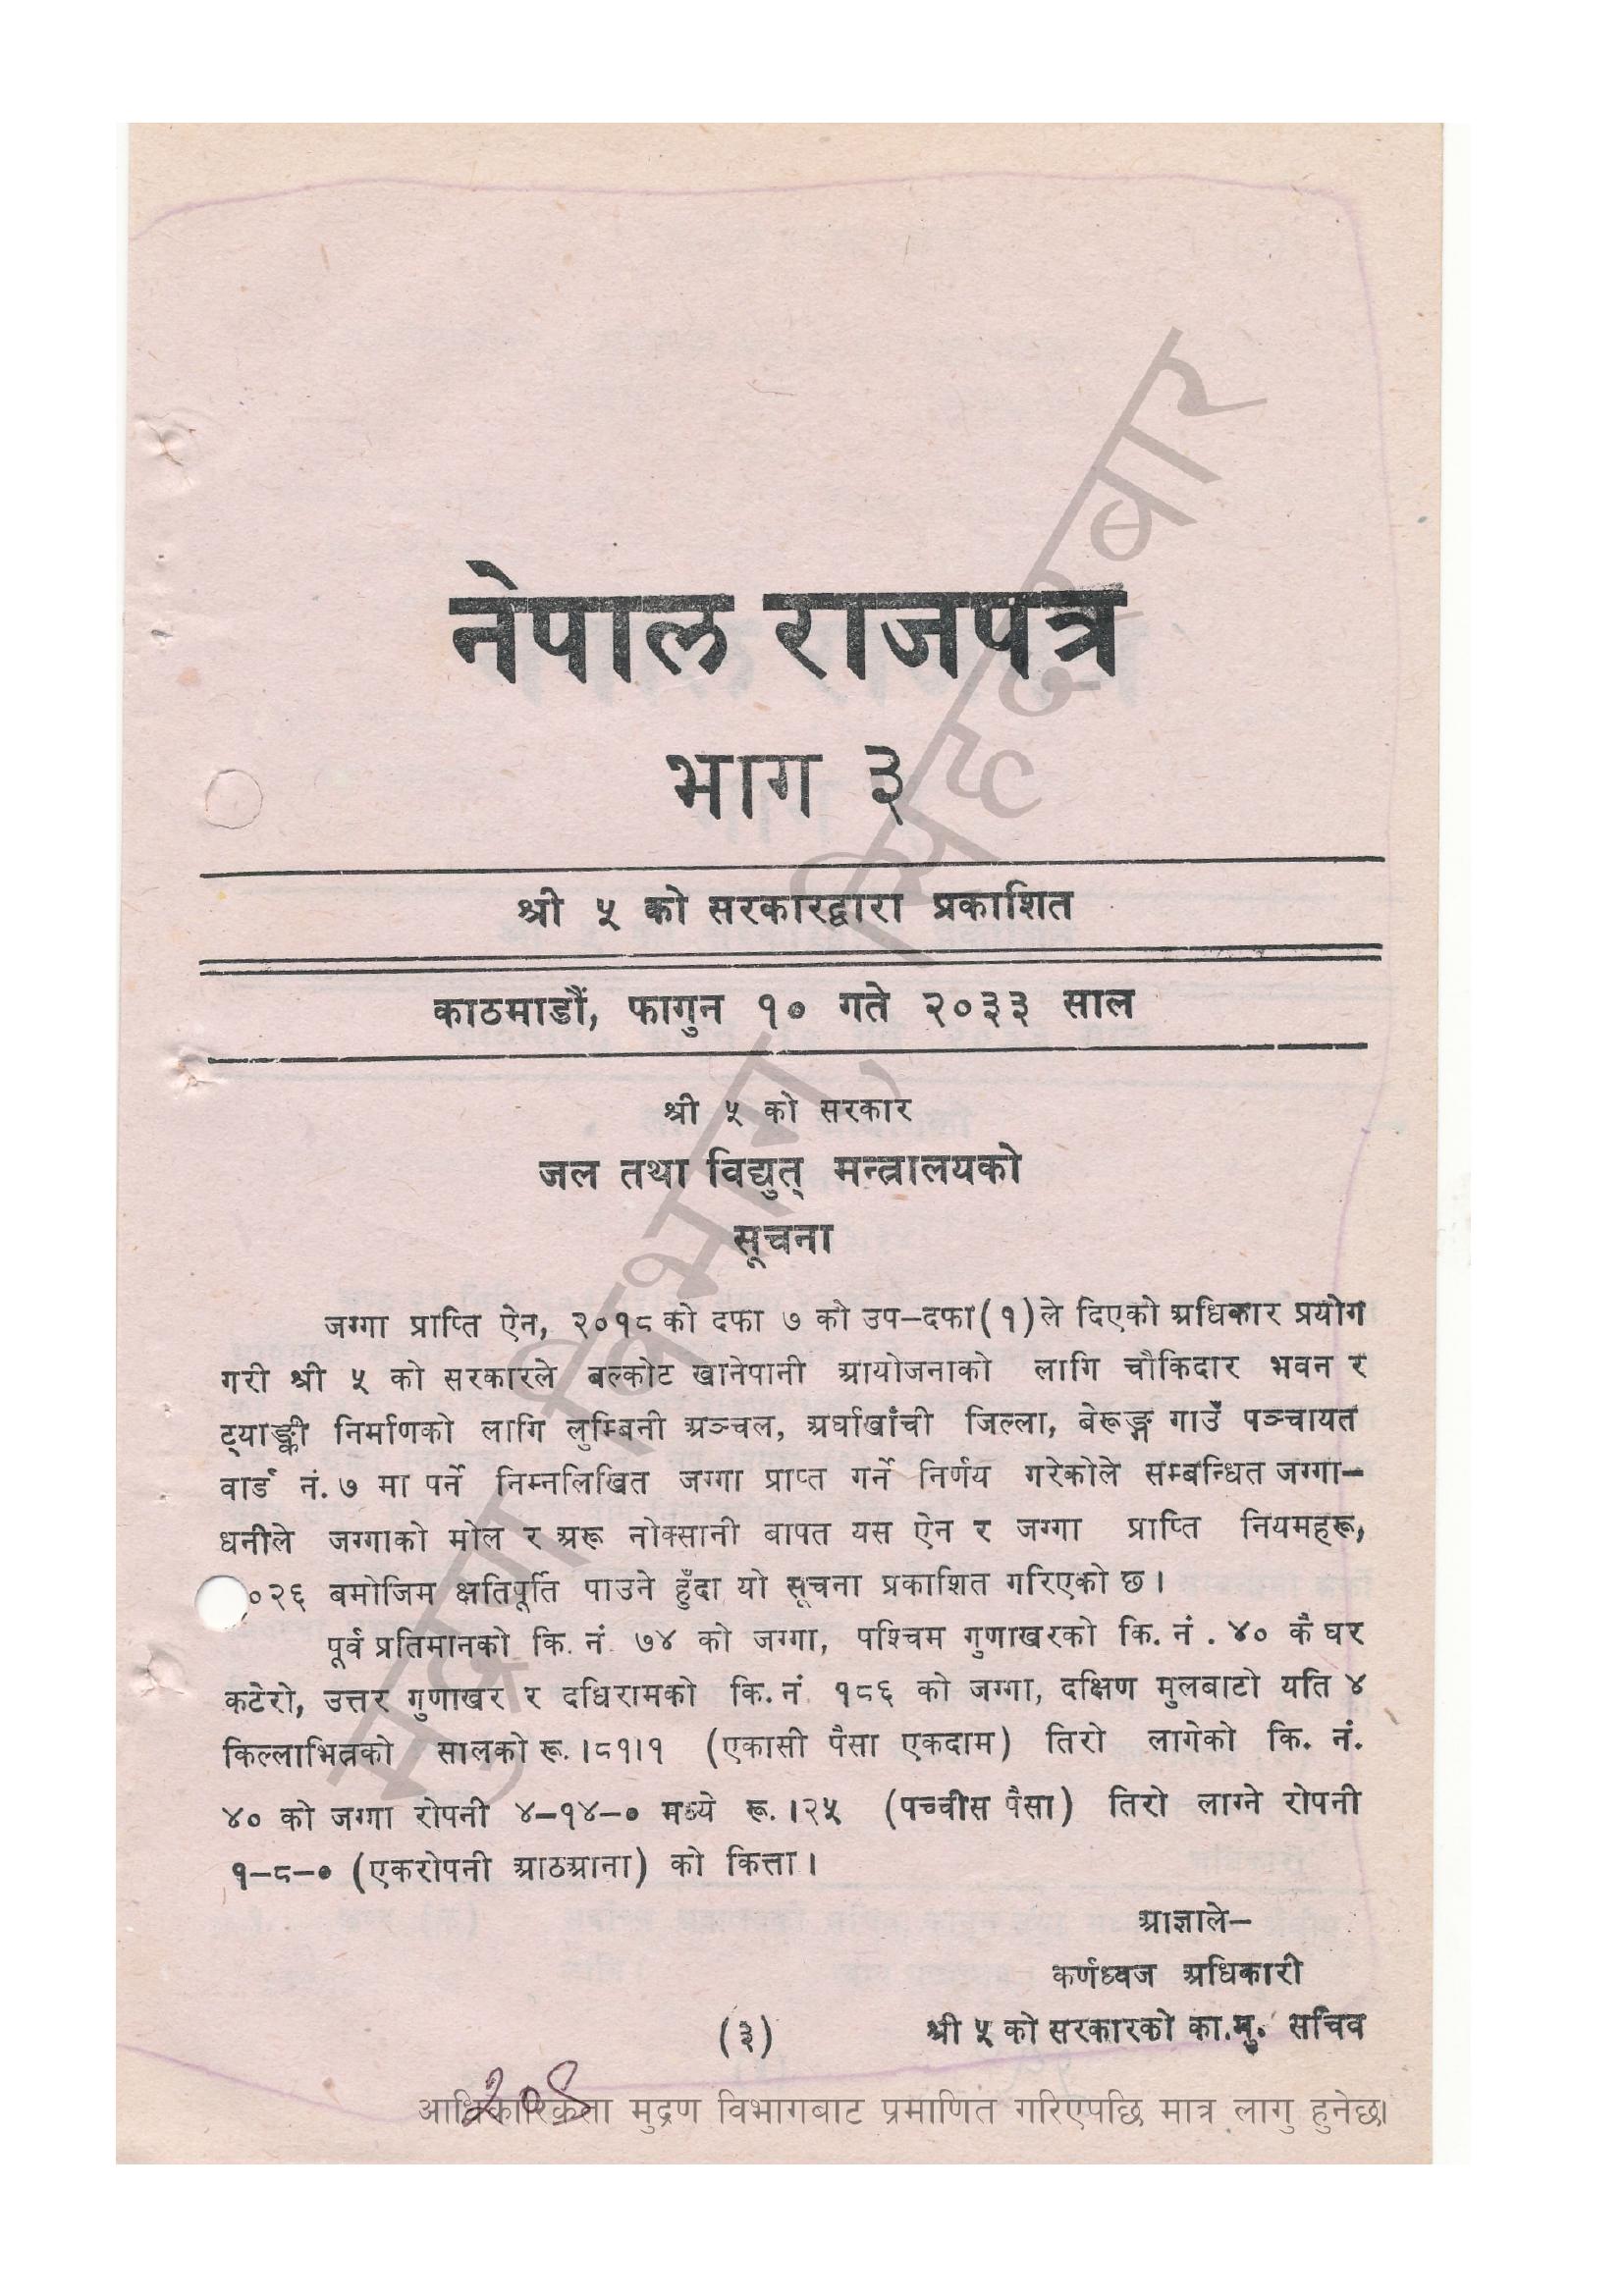 नेपाल राजपत्र
भाग ३
श्री ५ को सरकारद्वारा प्रकाशित
काठमाडौं, फागुन १० गते २०३३ साल
श्री ५ को सरकार
जल तथा विद्युत् मन्त्रालयको
सूचना
जग्गा प्राप्ति ऐन, २०१८ को दफा ७ को उप–दफा(१)ले दिएको अधिकार प्रयोग
गरी श्री ५ को सरकारले बल्कोट खानेपानी आयोजनाको लागि चौकिदार भवन र
ट्याङ्की निर्माणको लागि लुम्बिनी अञ्चल, अर्घाखाँची जिल्ला, बेरूङ्ग गाउँ पञ्चायत
वार्ड नं. ७ मा पर्ने निम्नलिखित जग्गा प्राप्त गर्ने निर्णय गरेकोले सम्बन्धित जग्गा–
धनीले जग्गाको मोल र अरू नोक्सानी बापत यस ऐन र जग्गा प्राप्ति नियमहरू,
०२६ बमोजिम क्षतिपूर्ति पाउने हुँदा यो सूचना प्रकाशित गरिएको छ ।
पूर्व प्रतिमानको कि. नं. ७४ को जग्गा, पश्चिम गुणाखरको कि. नं . ४० कै घर
कटेरो, उत्तर गुणाखर र दधिरामको कि. नं. १८६ को जग्गा, दक्षिण मुलबाटो यति ४
किल्लाभित्रको सालको रू. ।८१।१ (एकासी पैसा एकदाम) तिरो लागेको कि. नं.
४० को जग्गा रोपनी ४–१४–० मध्ये रू. ।२५ (पच्चीस पैसा) तिरो लाग्ने रोपनी
१–८–० (एकरोपनी आठआना) को कित्ता ।
आज्ञाले–
कर्णध्वज अधिकारी
श्री ५ को सरकारको का.मु. सचिव
(३)
आधिकारिकता मुद्रण विभागबाट प्रमाणित गरिएपछि मात्र लागु हुनेछ।
मुद्रण विभाग, सिंहदरबार